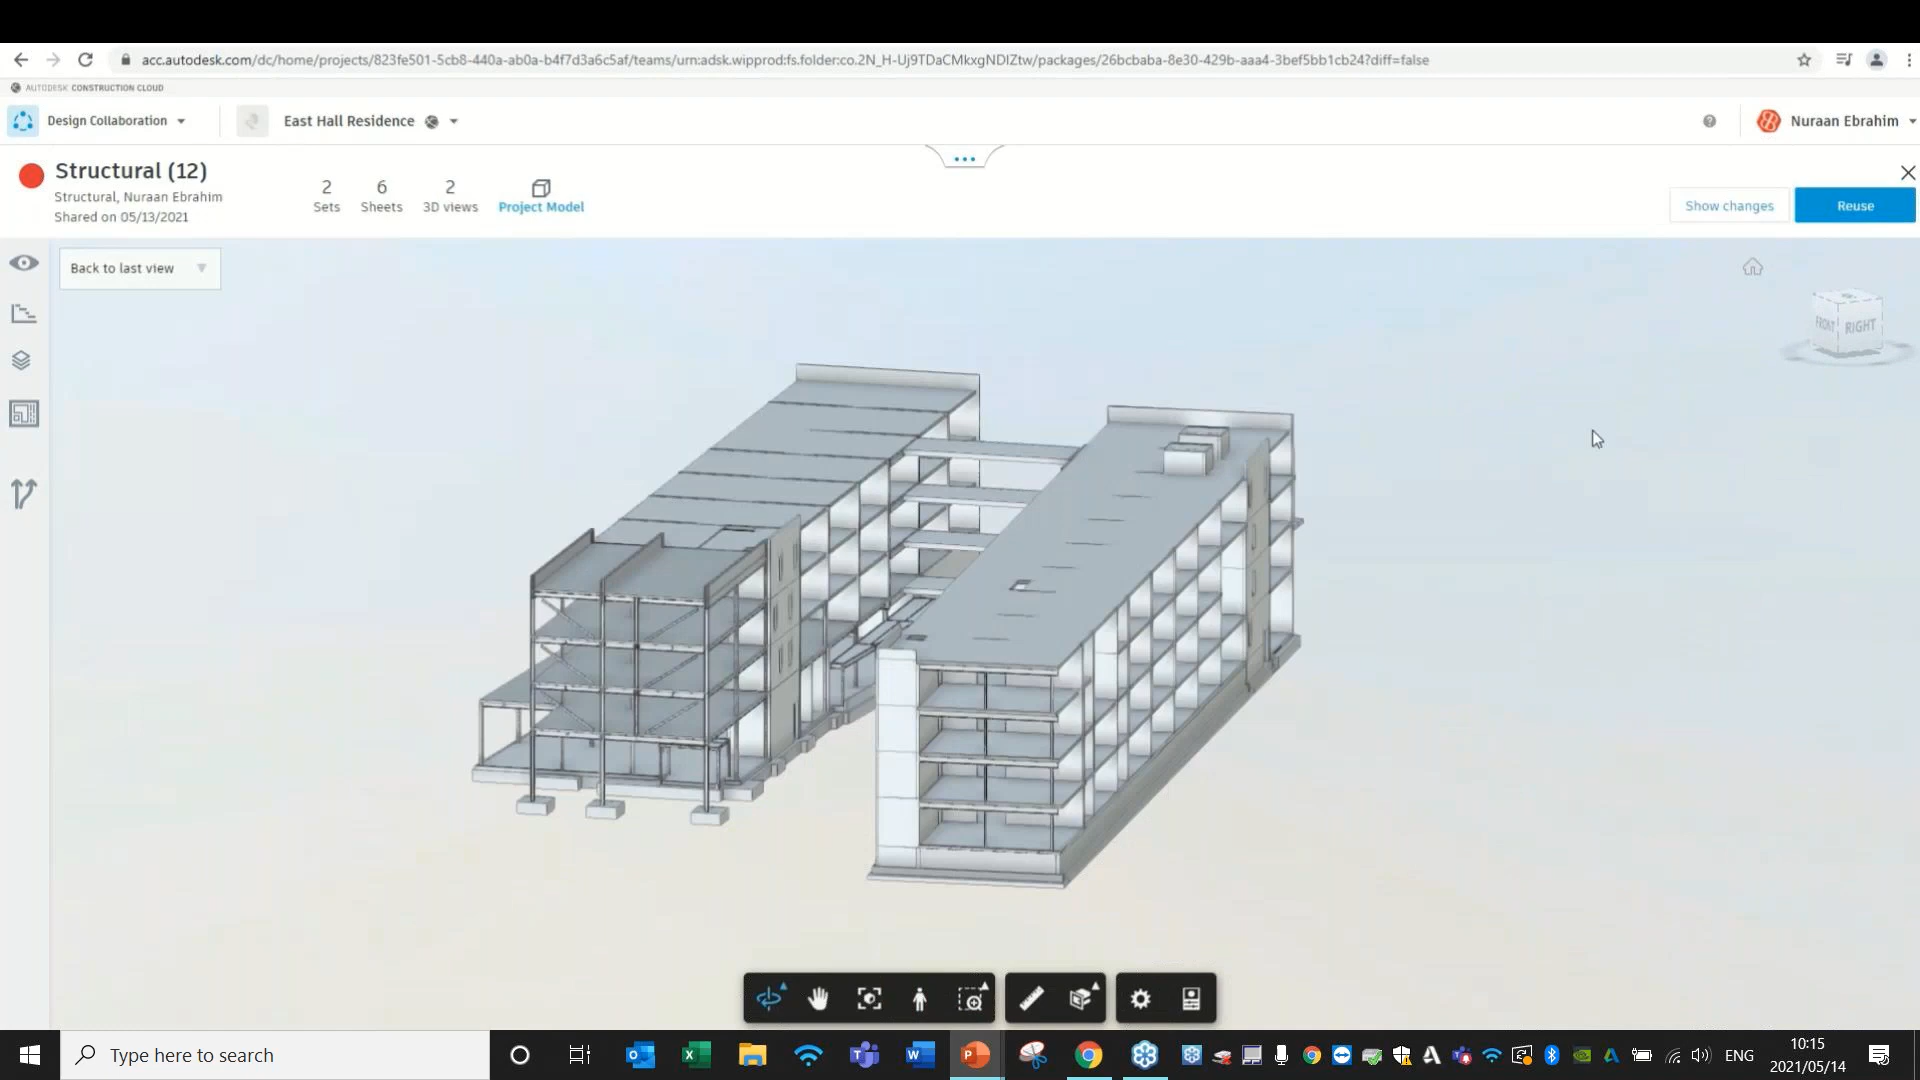 acc.autodesk.com/dc/home/projects/823fe501-5cb8-440a-ab0a-b4f7d3a6c5af/teams/urn:adsk.wipprod:fs.folder:co.2N_H-Uj9TDaCMkxgNDIZtw/packages/26bcbaba-8e30-429b-aaa4-3bef5bb1cb24?diff=false
AUTODESK CONSTRUCTION CLOUD
Design Collaboration
East Hall Residence
Nuraan Ebrahim
Structural (12)
Structural, Nuraan Ebrahim
Shared on 05/13/2021
2 Sets
6 Sheets
2 3D views
Project Model
Show changes
Reuse
Back to last view
FRONT RIGHT
Type here to search
ENG
10:15
2021/05/14